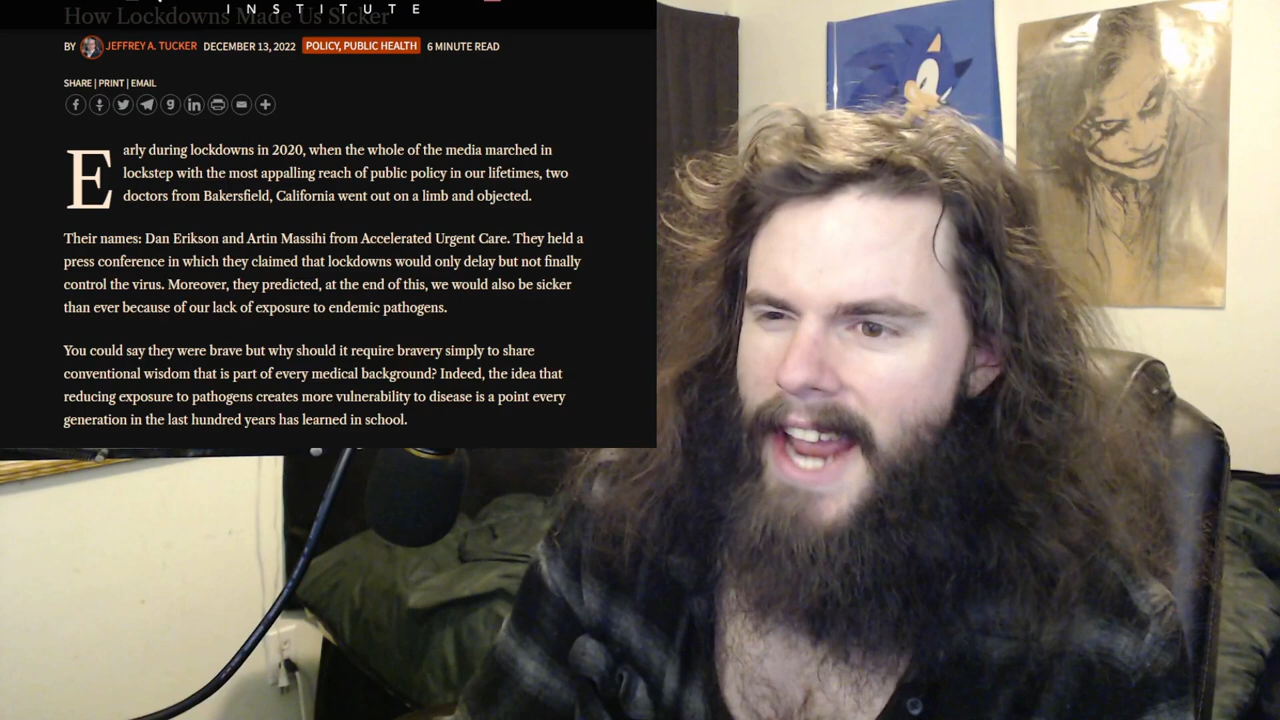 How Lockdowns Made Us Sicker
INSTITUTE
BY JEFFREY A. TUCKER DECEMBER 13, 2022 POLICY, PUBLIC HEALTH 6 MINUTE READ
SHARE | PRINT | EMAIL
Early during lockdowns in 2020, when the whole of the media marched in
lockstep with the most appalling reach of public policy in our lifetimes, two
doctors from Bakersfield, California went out on a limb and objected.
Their names: Dan Erikson and Artin Massihi from Accelerated Urgent Care. They held a
press conference in which they claimed that lockdowns would only delay but not finally
control the virus. Moreover, they predicted, at the end of this, we would also be sicker
than ever because of our lack of exposure to endemic pathogens.
You could say they were brave but why should it require bravery simply to share
conventional wisdom that is part of every medical background? Indeed, the idea that
reducing exposure to pathogens creates more vulnerability to disease is a point every
generation in the last hundred years has learned in school.